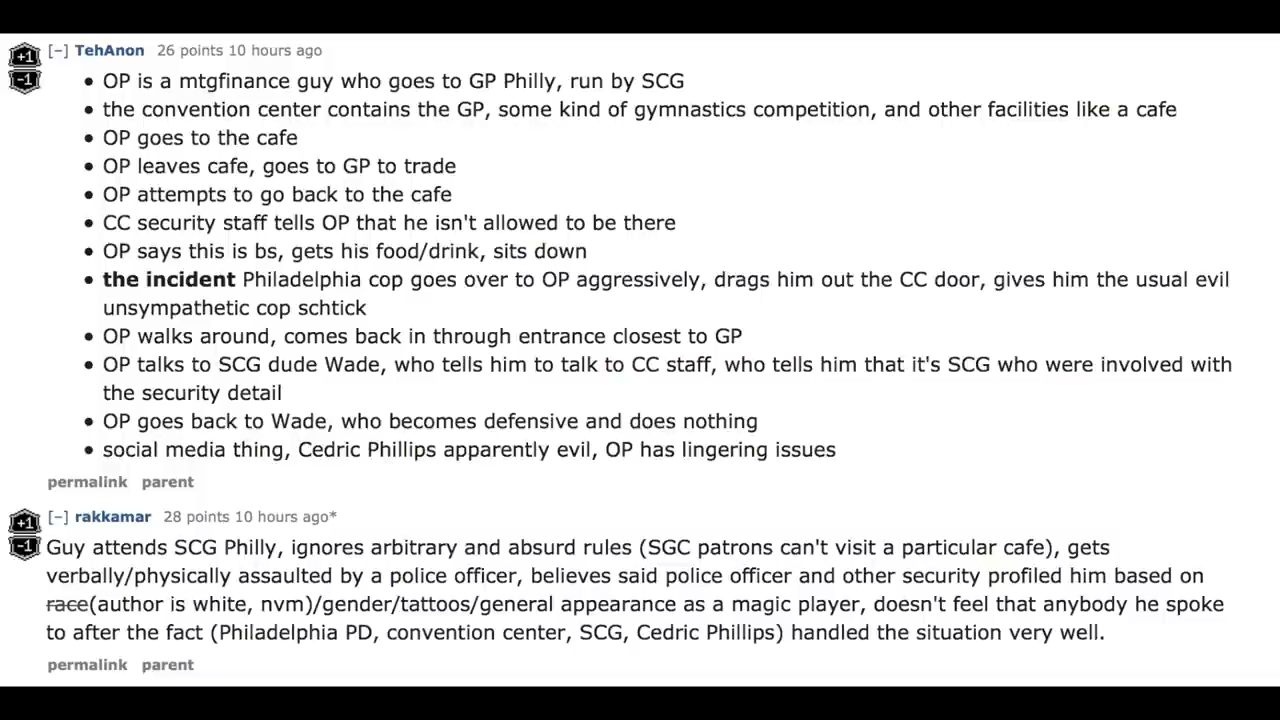 +1
[–] TehAnon 26 points 10 hours ago
-1
• OP is a mtgfinance guy who goes to GP Philly, run by SCG
• the convention center contains the GP, some kind of gymnastics competition, and other facilities like a cafe
• OP goes to the cafe
• OP leaves cafe, goes to GP to trade
• OP attempts to go back to the cafe
• CC security staff tells OP that he isn't allowed to be there
• OP says this is bs, gets his food/drink, sits down
• the incident Philadelphia cop goes over to OP aggressively, drags him out the CC door, gives him the usual evil
unsympathetic cop schtick
• OP walks around, comes back in through entrance closest to GP
• OP talks to SCG dude Wade, who tells him to talk to CC staff, who tells him that it's SCG who were involved with
the security detail
• OP goes back to Wade, who becomes defensive and does nothing
• social media thing, Cedric Phillips apparently evil, OP has lingering issues
permalink parent
+1
[–] rakkamar 28 points 10 hours ago*
-1
Guy attends SCG Philly, ignores arbitrary and absurd rules (SGC patrons can't visit a particular cafe), gets
verbally/physically assaulted by a police officer, believes said police officer and other security profiled him based on
race(author is white, nvm)/gender/tattoos/general appearance as a magic player, doesn't feel that anybody he spoke
to after the fact (Philadelphia PD, convention center, SCG, Cedric Phillips) handled the situation very well.
permalink parent